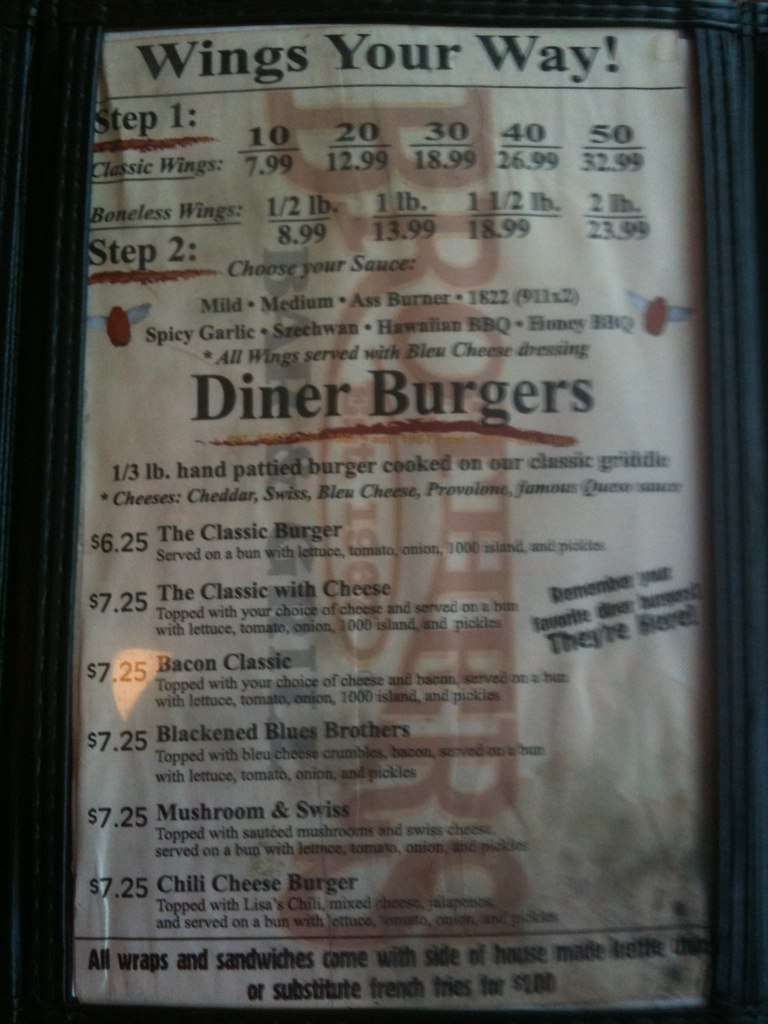 Wings Your Way!
Step 1:
10 20 30 40 50
Classic Wings: 7.99 12.99 18.99 26.99 32.99
Boneless Wings: 1/2 lb. 1 lb. 1 1/2 lb. 2 lb.
8.99 13.99 18.99 23.99
Step 2: Choose your Sauce:
Mild • Medium • Ass Burner • 1822 (911x2)
Spicy Garlic • Szechwan • Hawaiian BBQ • Honey BBQ
* All Wings served with Bleu Cheese dressing
Diner Burgers
1/3 lb. hand pattied burger cooked on our classic griddle
* Cheeses: Cheddar, Swiss, Bleu Cheese, Provolone, famous Queso sauce
$6.25 The Classic Burger
Served on a bun with lettuce, tomato, onion, 1000 island, and pickles
$7.25 The Classic with Cheese
Topped with your choice of cheese and served on a bun
with lettuce, tomato, onion, 1000 island, and pickles
Remember your
favorite diner burgers?
They're Here!
$7.25 Bacon Classic
Topped with your choice of cheese and bacon, served on a bun
with lettuce, tomato, onion, 1000 island, and pickles
$7.25 Blackened Blues Brothers
Topped with bleu cheese crumbles, bacon, served on a bun
with lettuce, tomato, onion, and pickles
$7.25 Mushroom & Swiss
Topped with sauteed mushrooms and swiss cheese,
served on a bun with lettuce, tomato, onion, and pickles
$7.25 Chili Cheese Burger
Topped with Lisa's Chili, mixed cheese, jalapenos,
and served on a bun with lettuce, tomato, onion, and pickles
All wraps and sandwiches come with side of house made kettle chips
or substitute french fries for $1.00